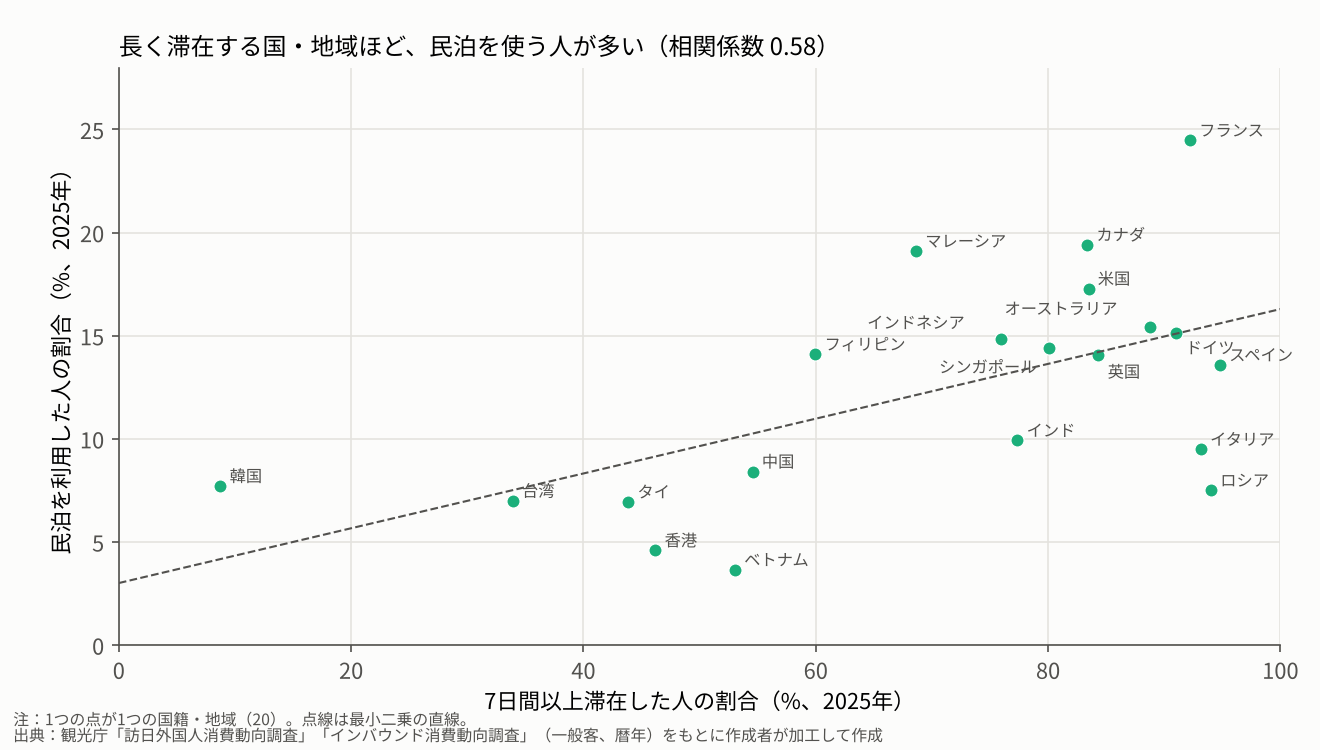 長く滞在する国・地域ほど、民泊を使う人が多い（相関係数 0.58）
民泊を利用した人の割合（%、2025年）
25
20
15
10
5
0
フランス
カナダ
マレーシア
米国
オーストラリア
インドネシア
フィリピン
ドイツ
スペイン
シンガポール
英国
インド
イタリア
ロシア
中国
韓国
台湾
タイ
香港
ベトナム
0 20 40 60 80 100
7日間以上滞在した人の割合（%、2025年）
注：1つの点が1つの国籍・地域（20）。点線は最小二乗の直線。
出典：観光庁「訪日外国人消費動向調査」「インバウンド消費動向調査」（一般客、暦年）をもとに作成者が加工して作成